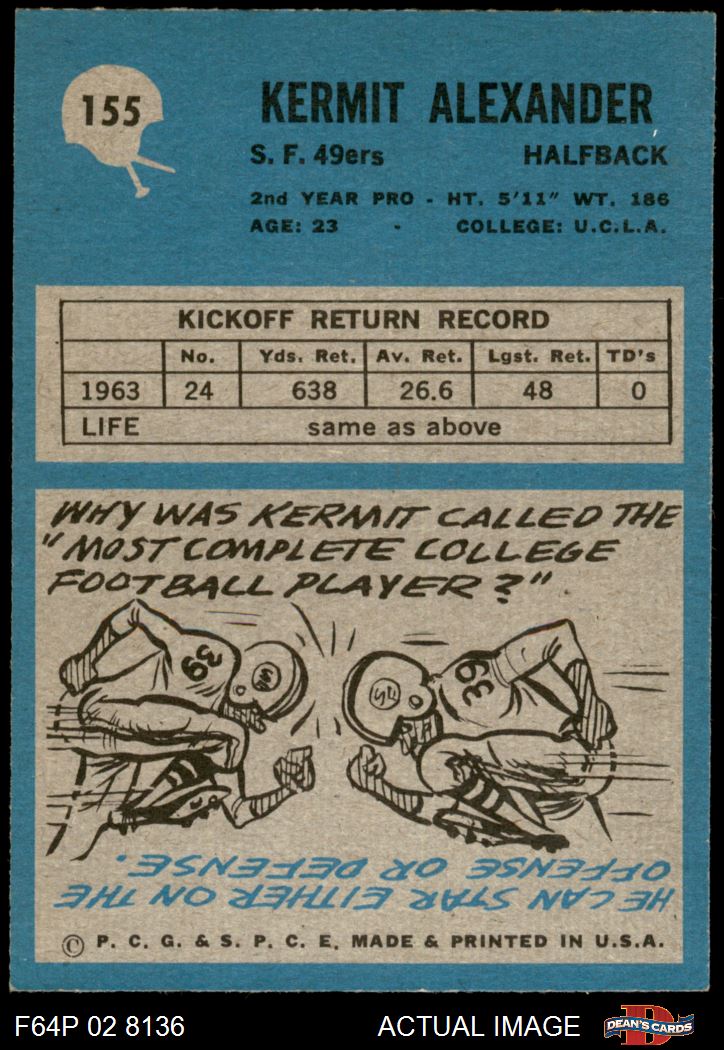 155
KERMIT ALEXANDER
S. F. 49ers HALFBACK
2nd YEAR PRO - HT. 5'11" WT. 186
AGE: 23 - COLLEGE: U.C.L.A.
KICKOFF RETURN RECORD
No. Yds. Ret. Av. Ret. Lgst. Ret. TD's
1963 24 638 26.6 48 0
LIFE same as above
WHY WAS KERMIT CALLED THE
"MOST COMPLETE COLLEGE
FOOTBALL PLAYER?"
39
39
HE CAN STAR EITHER ON THE
OFFENSE OR DEFENSE.
© P. C. G. & S. P. C. E. MADE & PRINTED IN U.S.A.
F64P 02 8136 ACTUAL IMAGE
D
DEAN'S CARDS